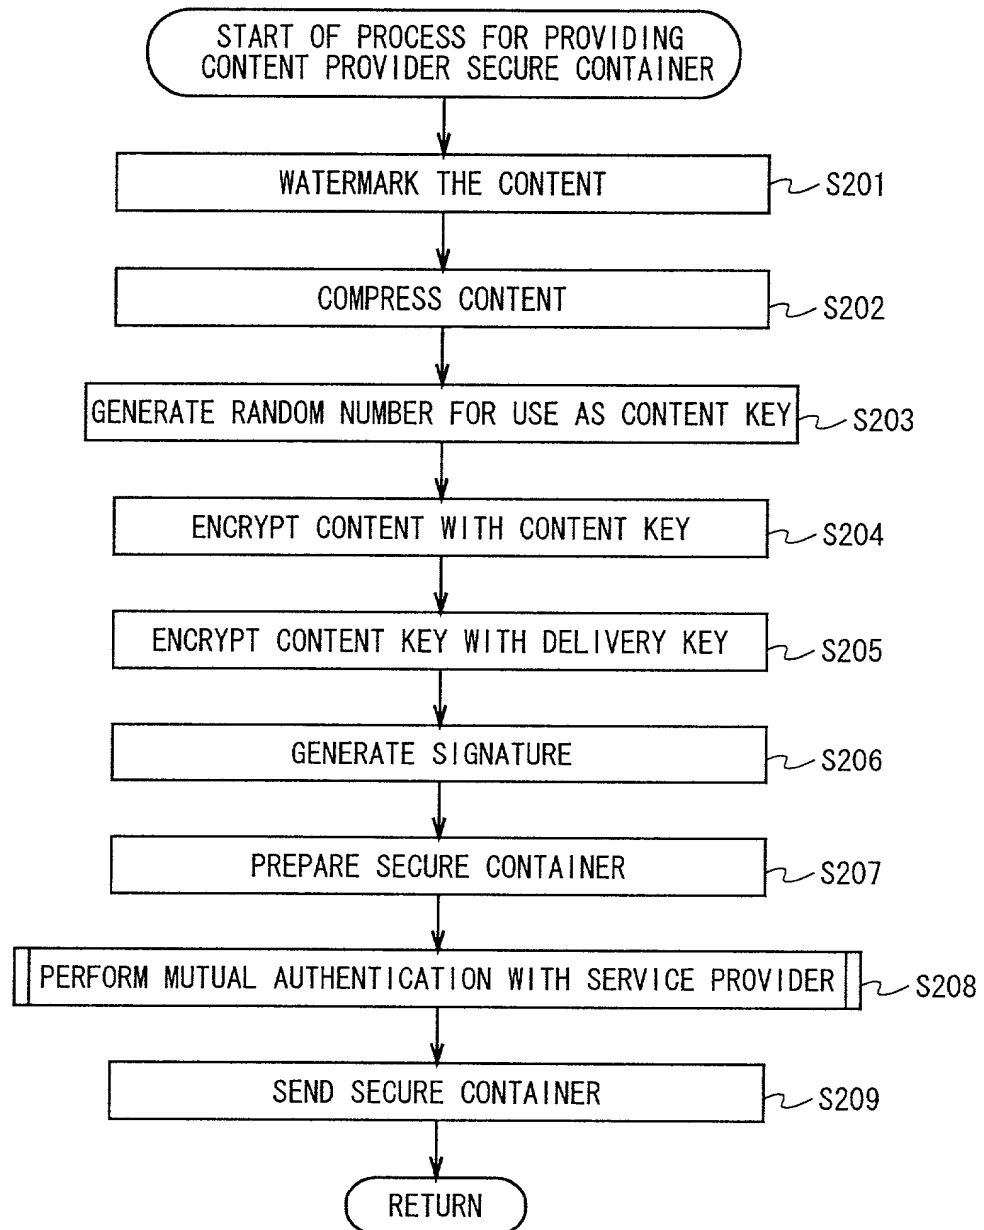 START OF PROCESS FOR PROVIDING
CONTENT PROVIDER SECURE CONTAINER
WATERMARK THE CONTENT
S201
COMPRESS CONTENT
S202
GENERATE RANDOM NUMBER FOR USE AS CONTENT KEY
S203
ENCRYPT CONTENT WITH CONTENT KEY
S204
ENCRYPT CONTENT KEY WITH DELIVERY KEY
S205
GENERATE SIGNATURE
S206
PREPARE SECURE CONTAINER
S207
PERFORM MUTUAL AUTHENTICATION WITH SERVICE PROVIDER
S208
SEND SECURE CONTAINER
S209
RETURN